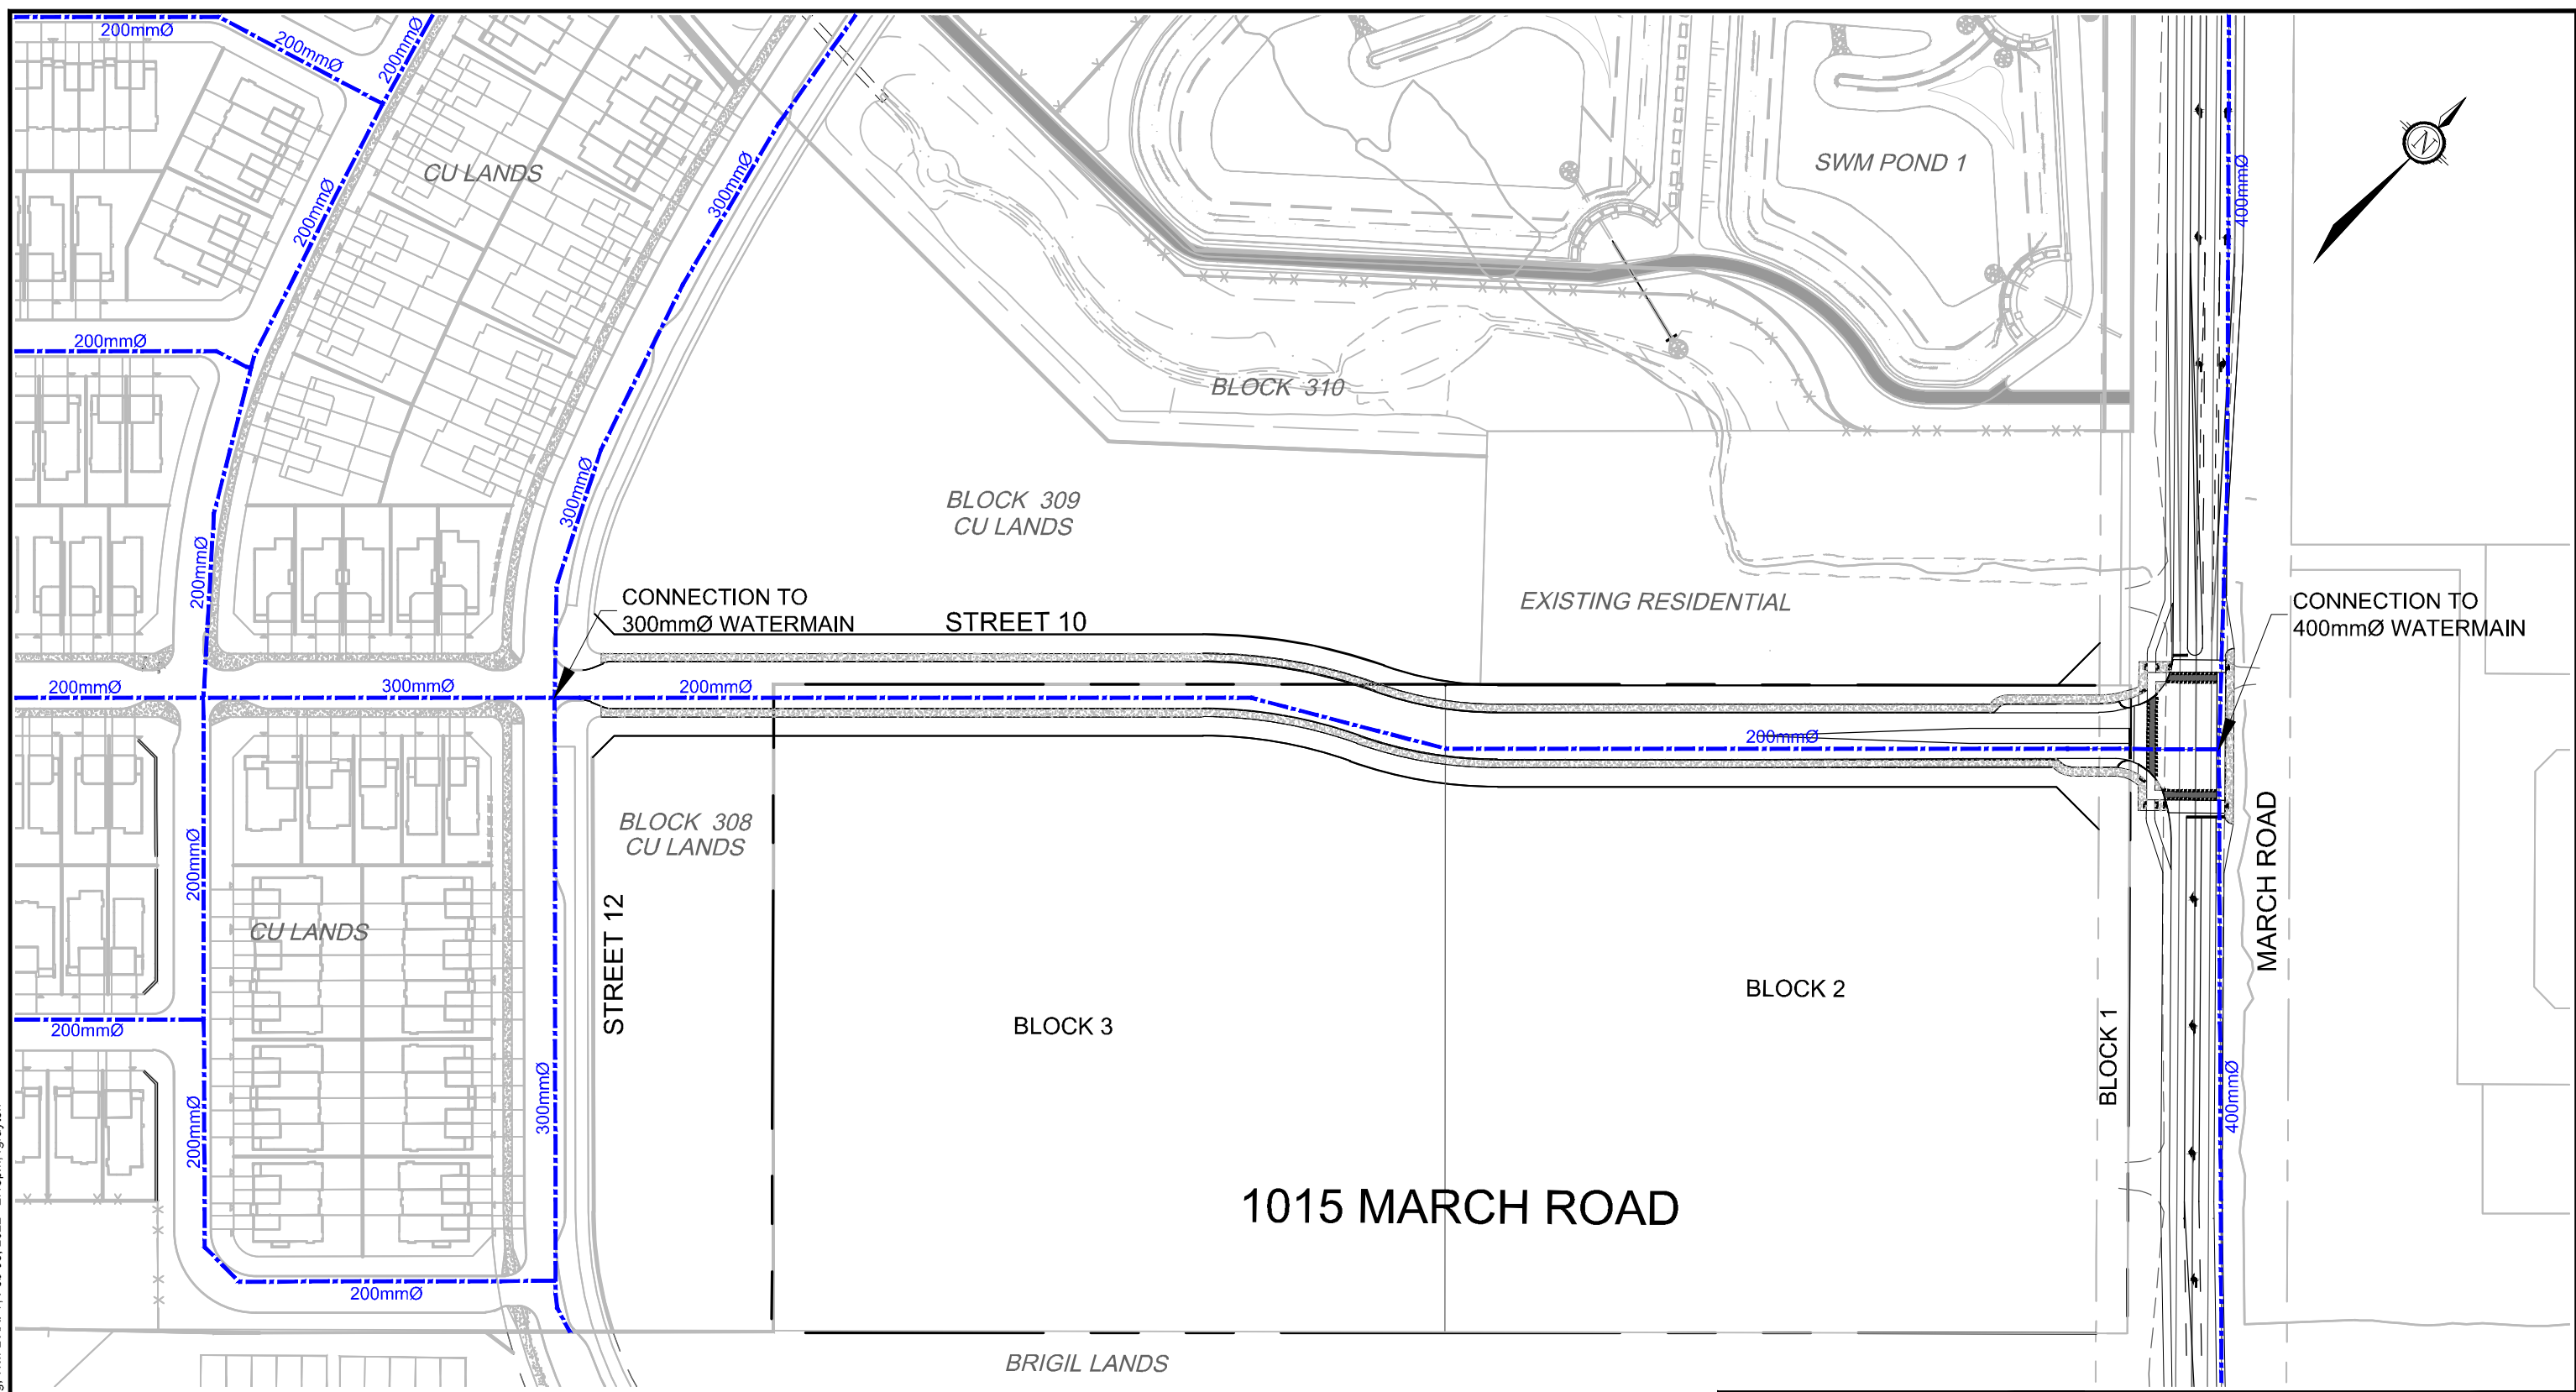 200mmØ
200mmØ
200mmØ
CU LANDS
SWM POND 1
N
400mmØ
300mmØ
200mmØ
200mmØ
BLOCK 310
300mmØ
BLOCK 309
CU LANDS
200mmØ
CONNECTION TO
300mmØ WATERMAIN
STREET 10
EXISTING RESIDENTIAL
CONNECTION TO
400mmØ WATERMAIN
200mmØ
300mmØ
200mmØ
200mmØ
BLOCK 308
CU LANDS
200mmØ
MARCH ROAD
CU LANDS
STREET 12
BLOCK 3
BLOCK 2
BLOCK 1
200mmØ
300mmØ
200mmØ
400mmØ
1015 MARCH ROAD
200mmØ
BRIGIL LANDS